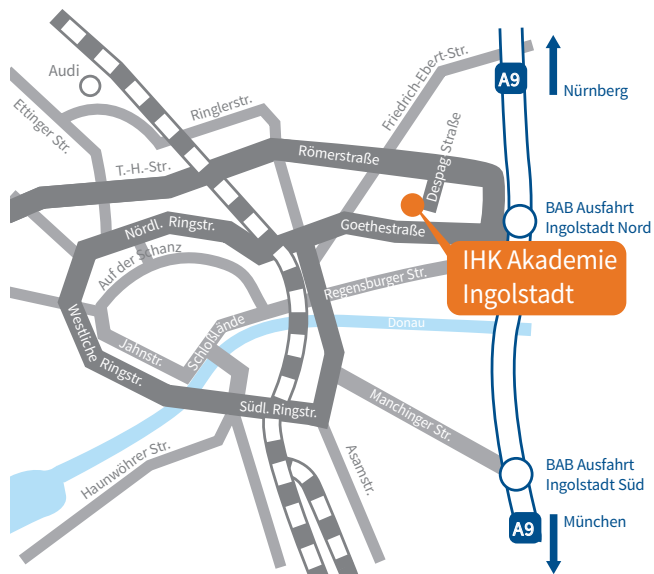 Audi
Ettinger Str.
Ringlerstr.
Friedrich-Ebert-Str.
A9
Nürnberg
T.-H.-Str.
Römerstraße
Despag Straße
Nördl. Ringstr.
Goethestraße
BAB Ausfahrt
Ingolstadt Nord
Auf der Schanz
Regensburger Str.
IHK Akademie
Ingolstadt
Westliche Ringstr.
Jahnstr.
Schloßlände
Donau
Südl. Ringstr.
Manchinger Str.
Haunwöhrer Str.
Asamstr.
BAB Ausfahrt
Ingolstadt Süd
A9
München